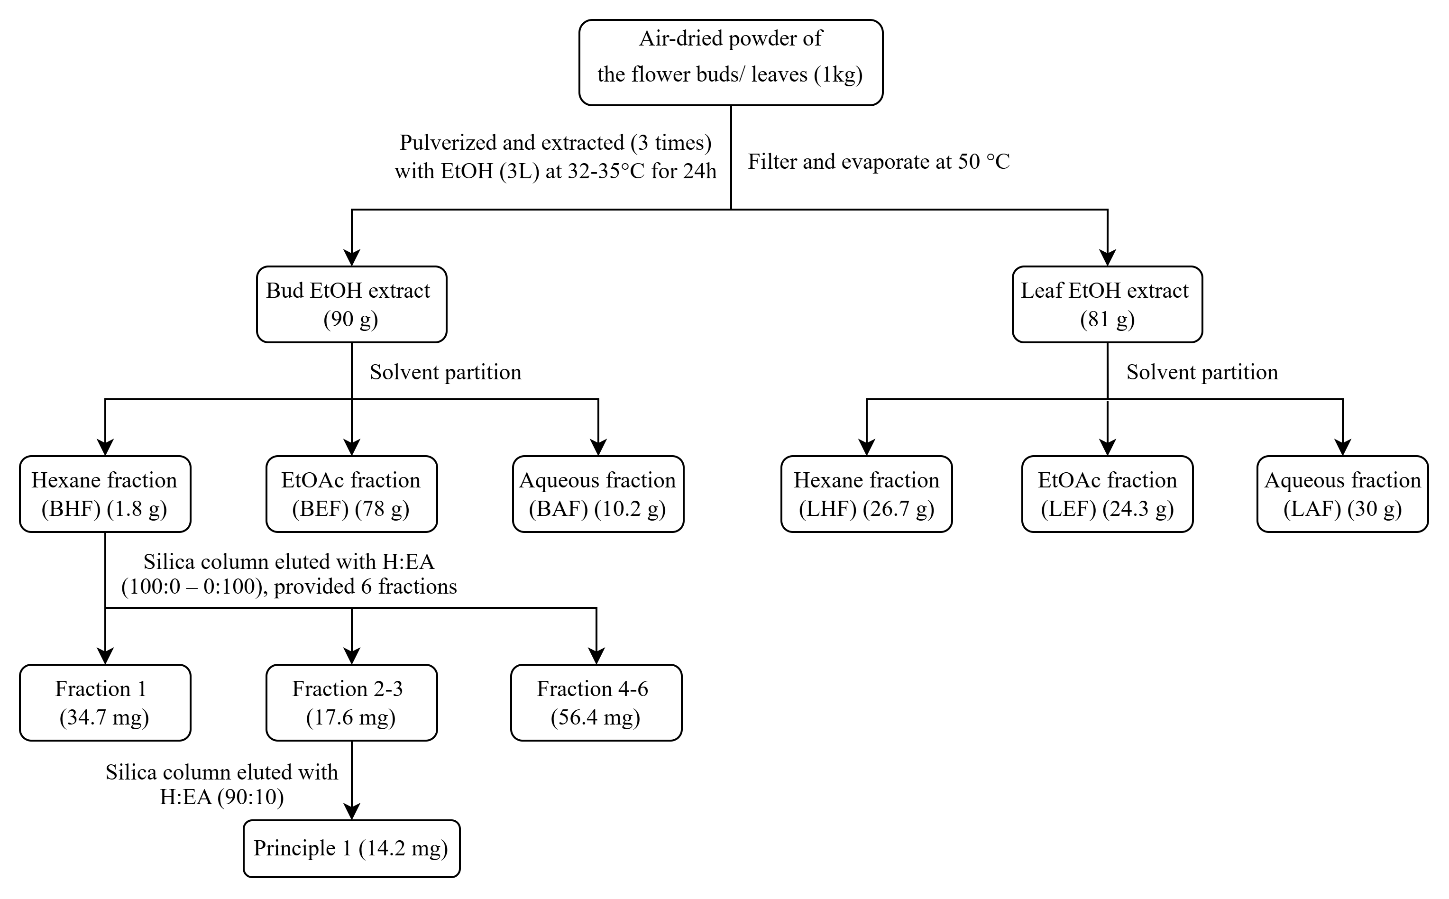 Air-dried powder of
the flower buds/ leaves (1kg)
Pulverized and extracted (3 times)
with EtOH (3L) at 32-35°C for 24h
Filter and evaporate at 50 °C
Bud EtOH extract
(90 g)
Leaf EtOH extract
(81 g)
Solvent partition
Solvent partition
Hexane fraction
(BHF) (1.8 g)
EtOAc fraction
(BEF) (78 g)
Aqueous fraction
(BAF) (10.2 g)
Hexane fraction
(LHF) (26.7 g)
EtOAc fraction
(LEF) (24.3 g)
Aqueous fraction
(LAF) (30 g)
Silica column eluted with H:EA
(100:0 – 0:100), provided 6 fractions
Fraction 1
(34.7 mg)
Fraction 2-3
(17.6 mg)
Fraction 4-6
(56.4 mg)
Silica column eluted with
H:EA (90:10)
Principle 1 (14.2 mg)